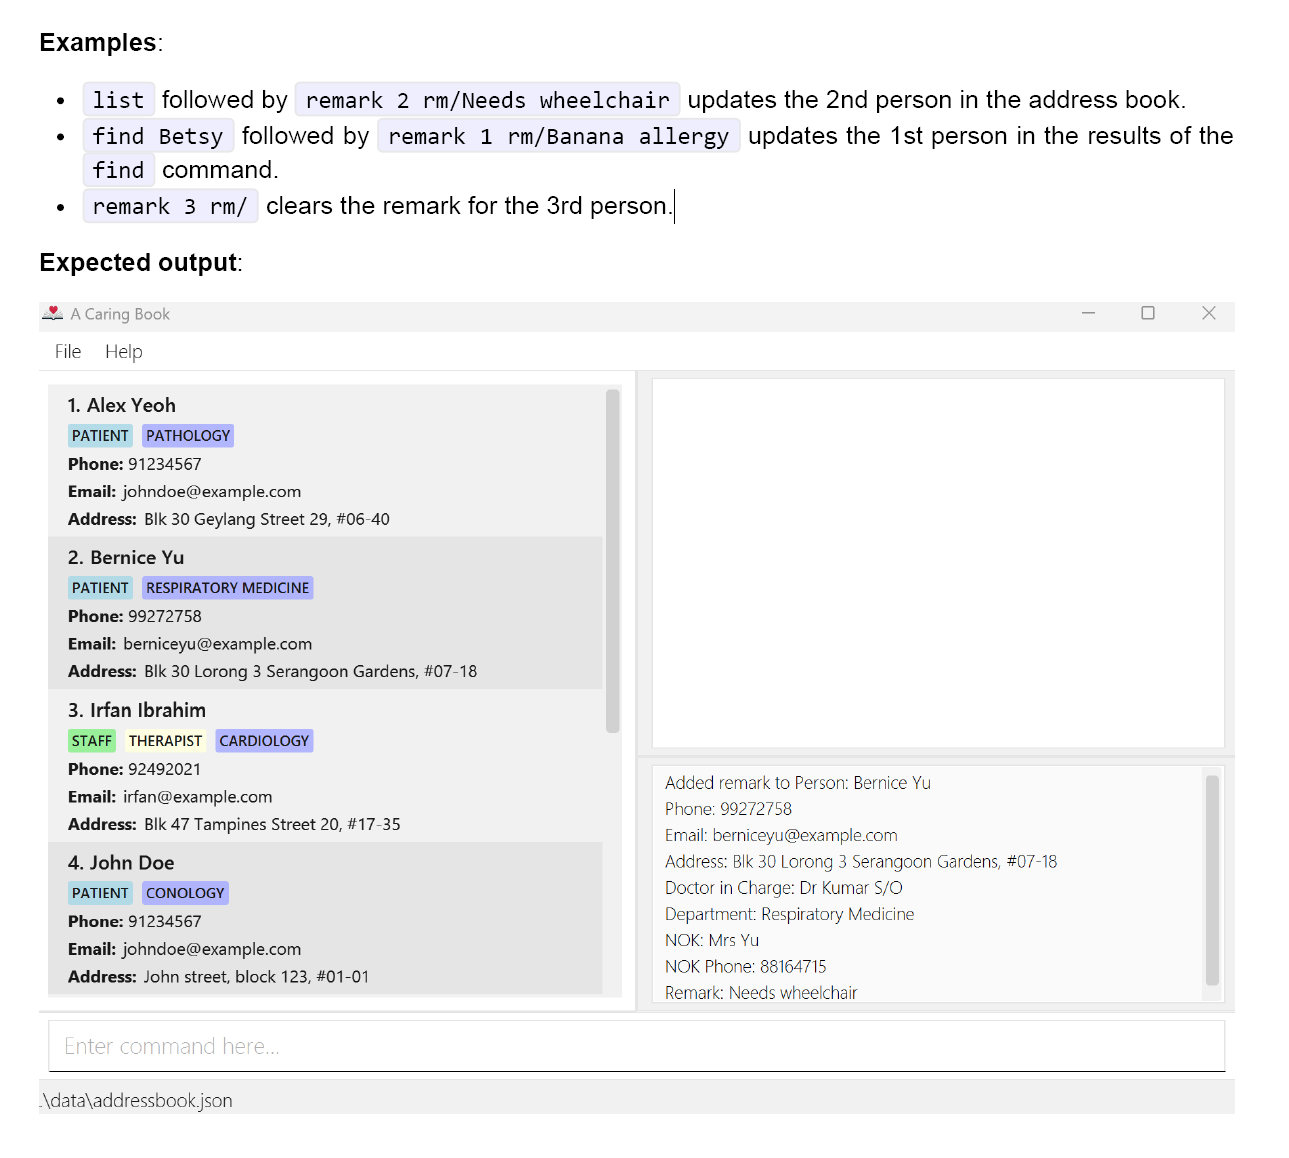 Examples:
list followed by remark 2 rm/Needs wheelchair updates the 2nd person in the address book.
find Betsy followed by remark 1 rm/Banana allergy updates the 1st person in the results of the
find command.
remark 3 rm/ clears the remark for the 3rd person.
Expected output:
A Caring Book
File Help
1. Alex Yeoh
PATIENT PATHOLOGY
Phone: 91234567
Email: johndoe@example.com
Address: Blk 30 Geylang Street 29, #06-40
2. Bernice Yu
PATIENT RESPIRATORY MEDICINE
Phone: 99272758
Email: berniceyu@example.com
Address: Blk 30 Lorong 3 Serangoon Gardens, #07-18
3. Irfan Ibrahim
STAFF THERAPIST CARDIOLOGY
Phone: 92492021
Email: irfan@example.com
Address: Blk 47 Tampines Street 20, #17-35
4. John Doe
PATIENT CONOLOGY
Phone: 91234567
Email: johndoe@example.com
Address: John street, block 123, #01-01
Added remark to Person: Bernice Yu
Phone: 99272758
Email: berniceyu@example.com
Address: Blk 30 Lorong 3 Serangoon Gardens, #07-18
Doctor in Charge: Dr Kumar S/O
Department: Respiratory Medicine
NOK: Mrs Yu
NOK Phone: 88164715
Remark: Needs wheelchair
Enter command here...
.\data\addressbook.json